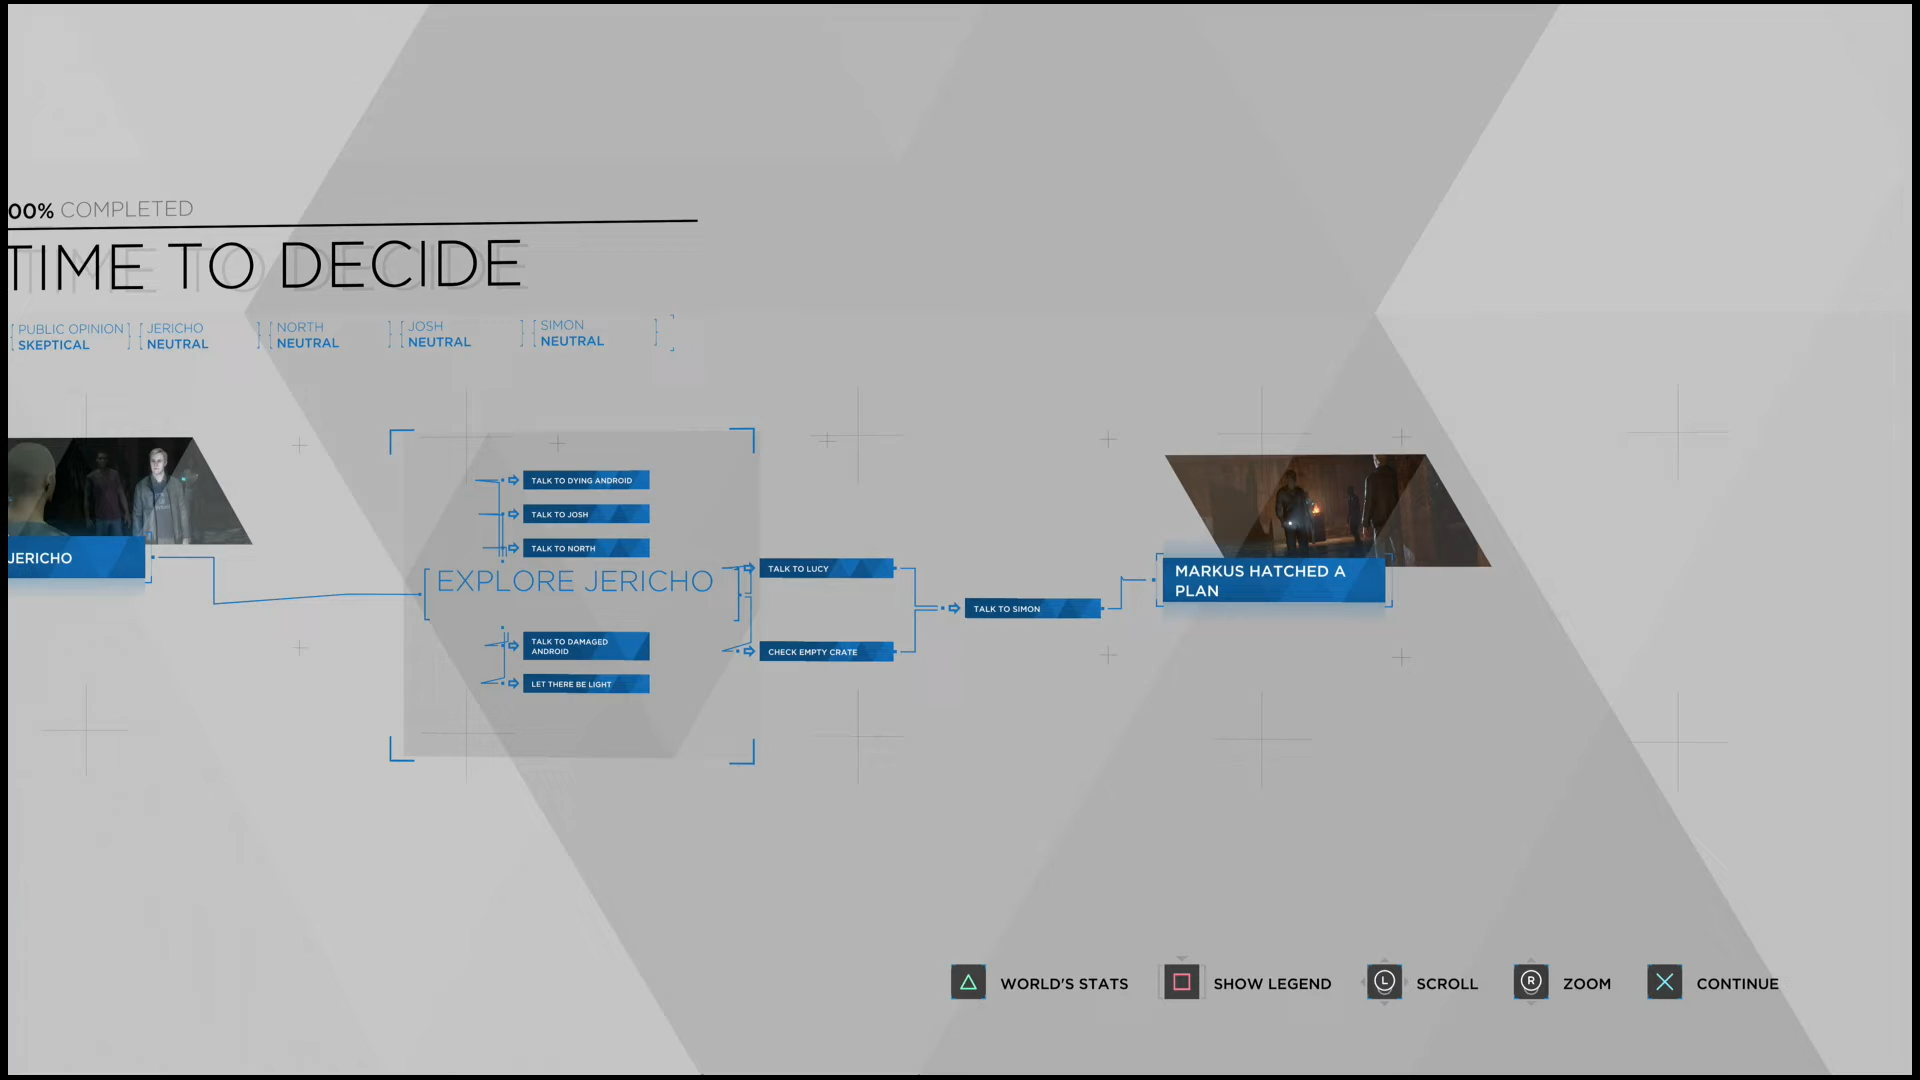 00% COMPLETED
TIME TO DECIDE
PUBLIC OPINION
SKEPTICAL
JERICHO
NEUTRAL
NORTH
NEUTRAL
JOSH
NEUTRAL
SIMON
NEUTRAL
JERICHO
TALK TO DYING ANDROID
TALK TO JOSH
TALK TO NORTH
EXPLORE JERICHO
TALK TO DAMAGED
ANDROID
LET THERE BE LIGHT
TALK TO LUCY
CHECK EMPTY CRATE
TALK TO SIMON
MARKUS HATCHED A
PLAN
WORLD'S STATS
SHOW LEGEND
L
SCROLL
R
ZOOM
CONTINUE